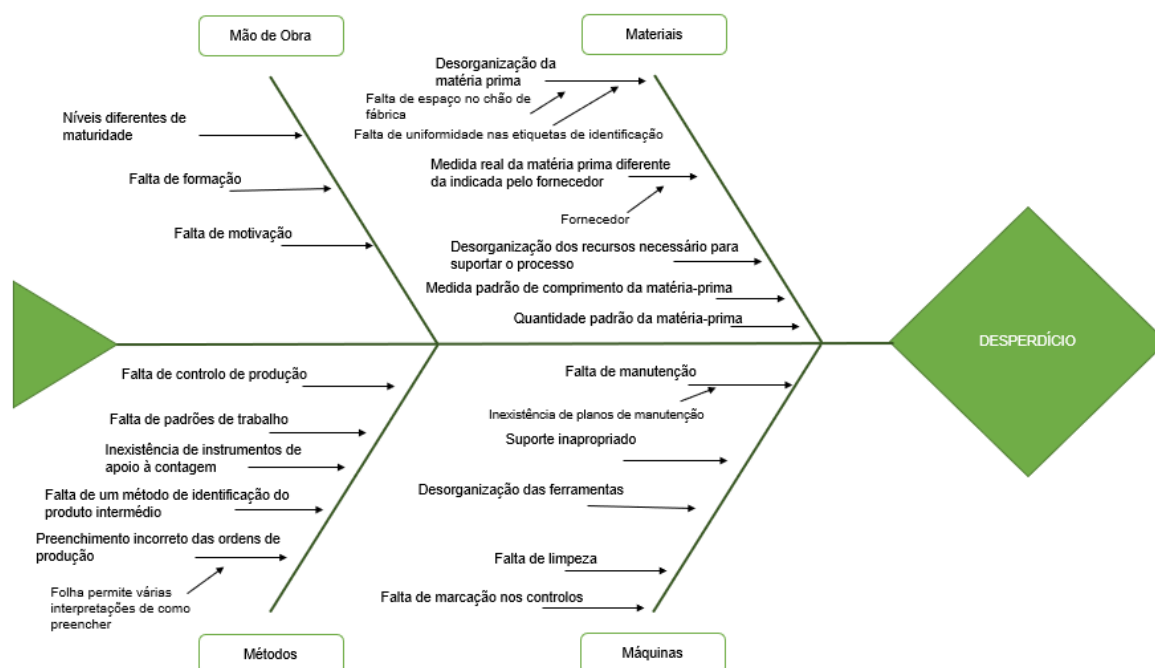 Mão de Obra
Níveis diferentes de
maturidade
Falta de formação
Falta de motivação
Materiais
Desorganização da
matéria prima
Falta de espaço no chão de
fábrica
Falta de uniformidade nas etiquetas de identificação
Medida real da matéria prima diferente
da indicada pelo fornecedor
Fornecedor
Desorganização dos recursos necessário para
suportar o processo
Medida padrão de comprimento da matéria-prima
Quantidade padrão da matéria-prima
DESPERDÍCIO
Falta de controlo de produção
Falta de padrões de trabalho
Inexistência de instrumentos de
apoio à contagem
Falta de um método de identificação do
produto intermédio
Preenchimento incorreto das ordens de
produção
Folha permite várias
interpretações de como
preencher
Métodos
Falta de manutenção
Inexistência de planos de manutenção
Suporte inapropriado
Desorganização das ferramentas
Falta de limpeza
Falta de marcação nos controlos
Máquinas